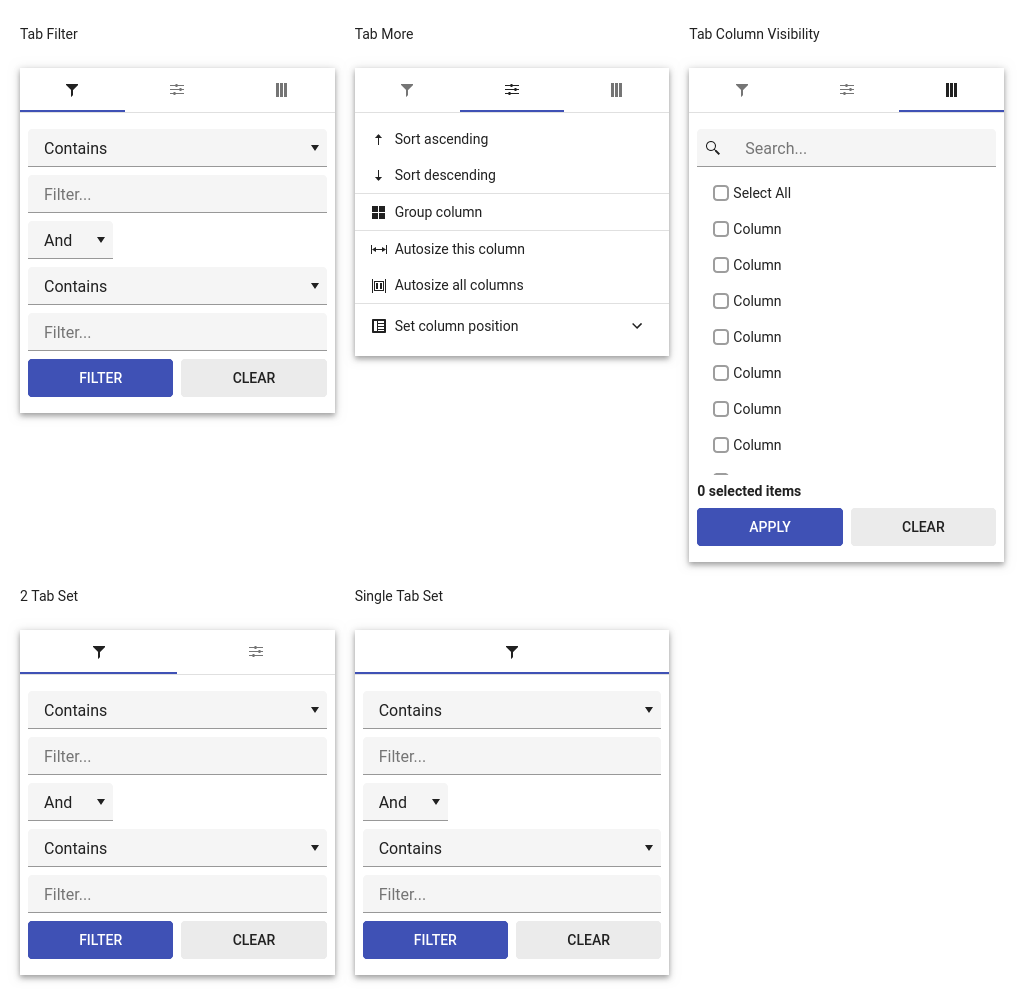 Tab Filter
Contains
Filter...
And
Contains
Filter...
FILTER CLEAR
Tab More
Sort ascending
Sort descending
Group column
Autosize this column
Autosize all columns
Set column position
Tab Column Visibility
Search...
Select All
Column
Column
Column
Column
Column
Column
Column
0 selected items
APPLY CLEAR
2 Tab Set
Contains
Filter...
And
Contains
Filter...
FILTER CLEAR
Single Tab Set
Contains
Filter...
And
Contains
Filter...
FILTER CLEAR